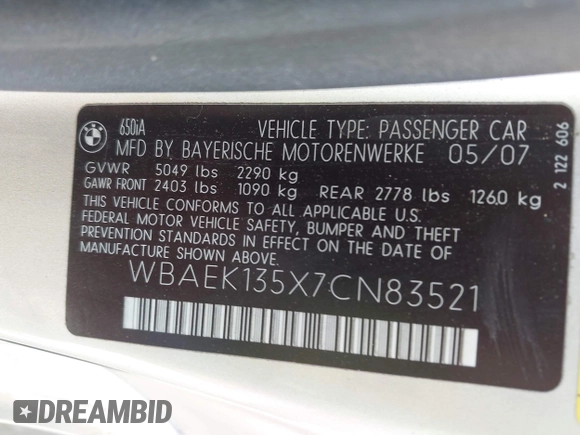 BMW
650iA
VEHICLE TYPE: PASSENGER CAR
MFD BY BAYERISCHE MOTORENWERKE 05/07
GVWR 5049 lbs 2290 kg
GAWR FRONT 2403 lbs 1090 kg REAR 2778 lbs 1260 kg
THIS VEHICLE CONFORMS TO ALL APPLICABLE U.S.
FEDERAL MOTOR VEHICLE SAFETY, BUMPER AND THEFT
STANDARDS IN EFFECT ON THE DATE OF
MANUFACTURE SHOWN ABOVE.
WBAEK135X7CN83521
2 122 606
DREAMBID